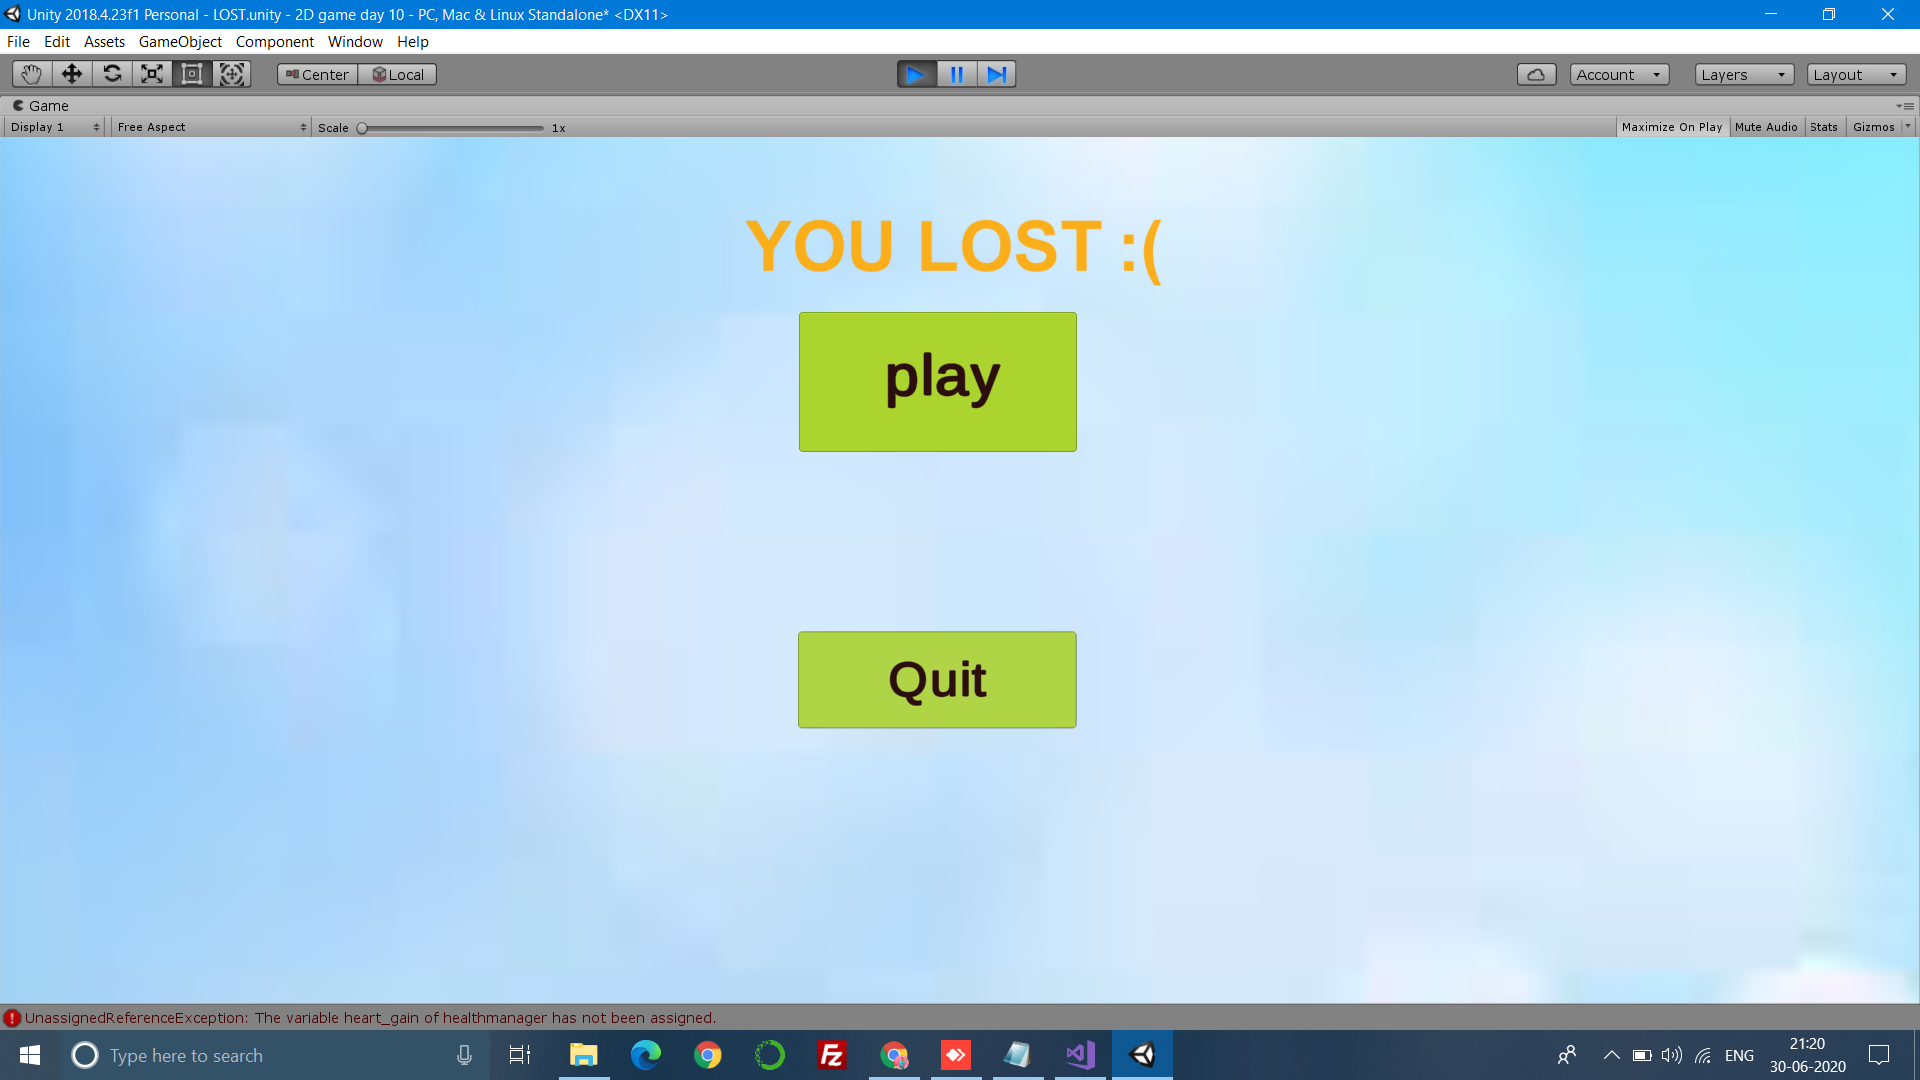 Unity 2018.4.23f1 Personal - LOST.unity - 2D game day 10 - PC, Mac & Linux Standalone* <DX11>
File Edit Assets GameObject Component Window Help
Center Local Account Layers Layout
Game
Display 1 Free Aspect Scale 1x Maximize On Play Mute Audio Stats Gizmos
YOU LOST :(
play
Quit
UnassignedReferenceException: The variable heart_gain of healthmanager has not been assigned.
Type here to search
Fz
ENG
21:20
30-06-2020